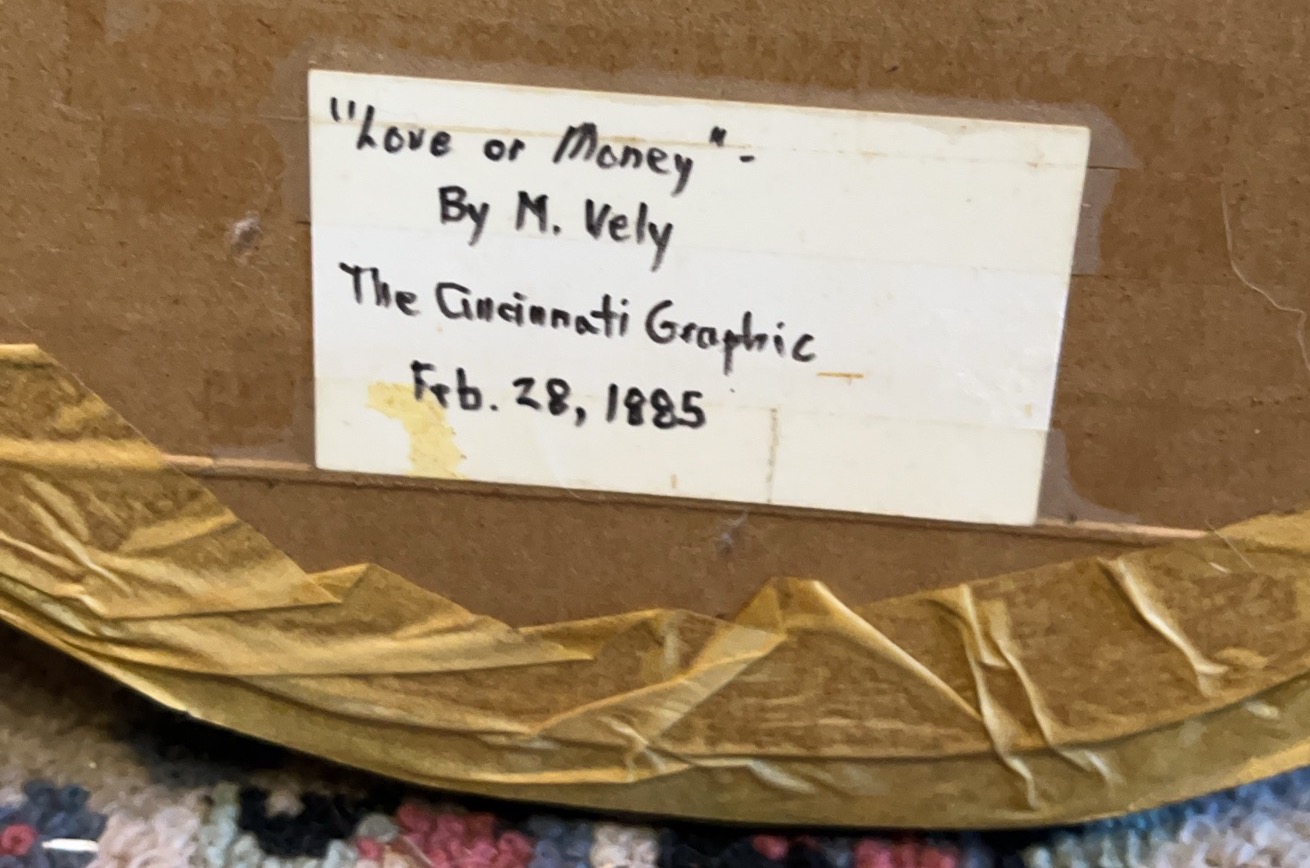 "Love or Money"-
By M. Vely
The Cincinnati Graphic
Feb. 28, 1885